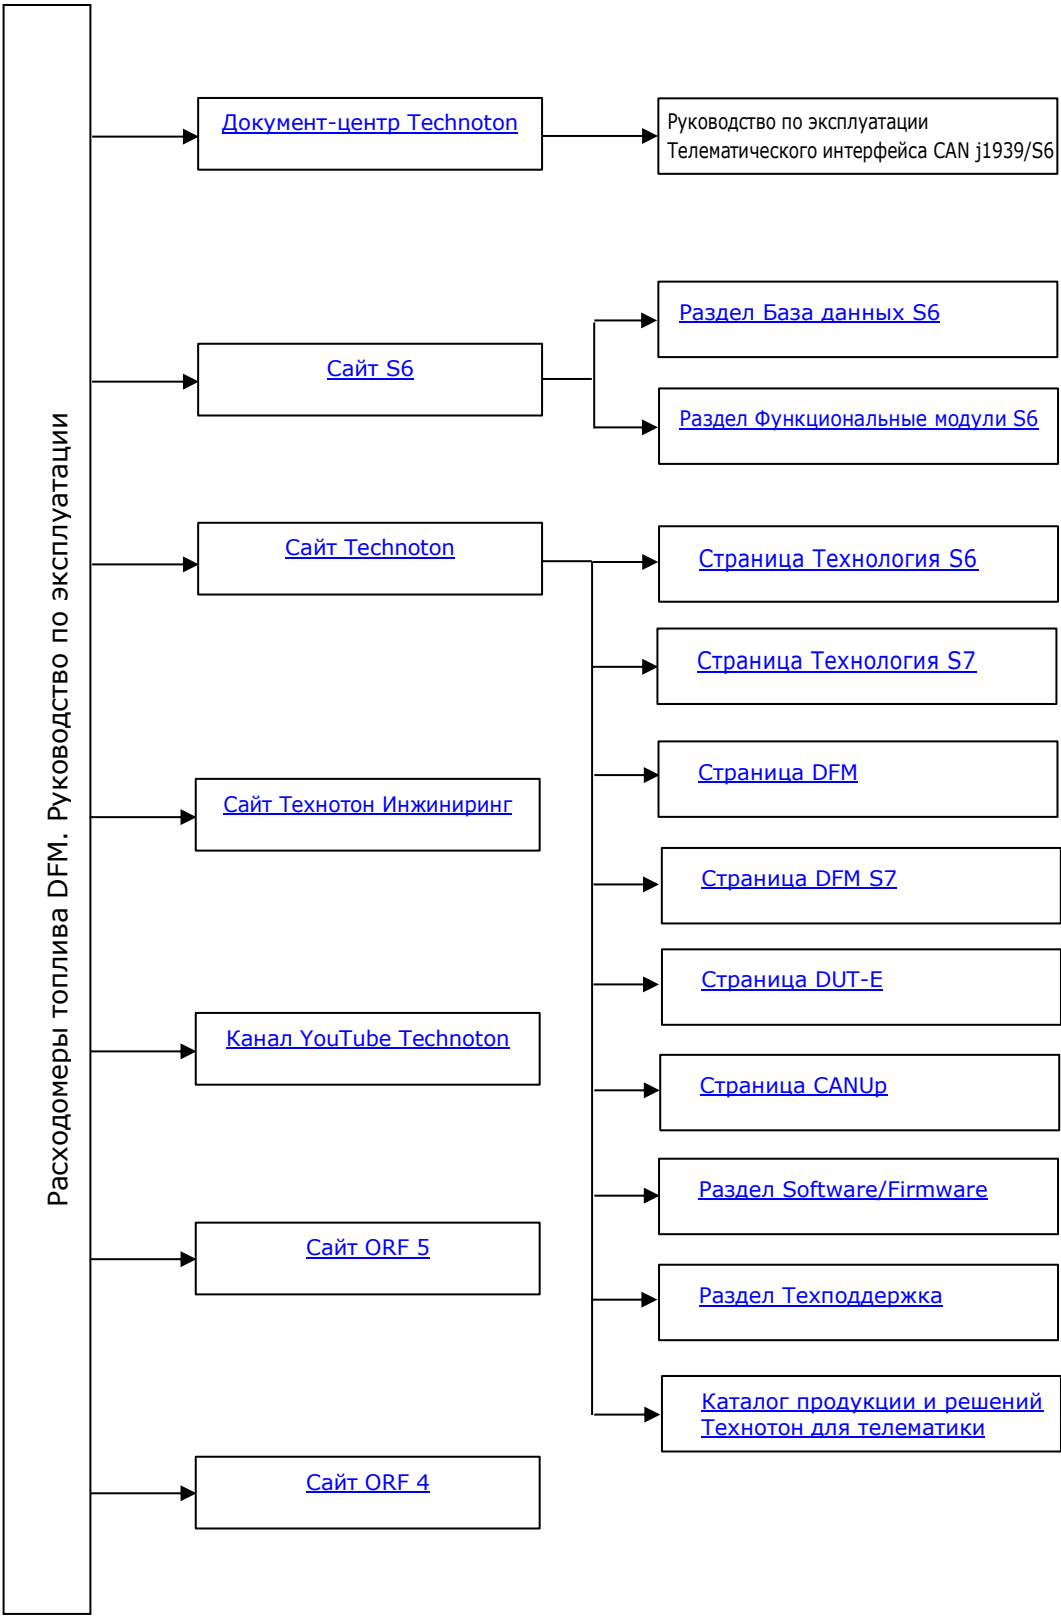 Расходомеры топлива DFM. Руководство по эксплуатации
Документ-центр Technoton
Руководство по эксплуатации
Телематического интерфейса CAN j1939/S6
Сайт S6
Раздел База данных S6
Раздел Функциональные модули S6
Сайт Technoton
Страница Технология S6
Страница Технология S7
Страница DFM
Страница DFM S7
Страница DUT-E
Страница CANUp
Раздел Software/Firmware
Раздел Техподдержка
Каталог продукции и решений
Технотон для телематики
Сайт Технотон Инжиниринг
Канал YouTube Technoton
Сайт ORF 5
Сайт ORF 4